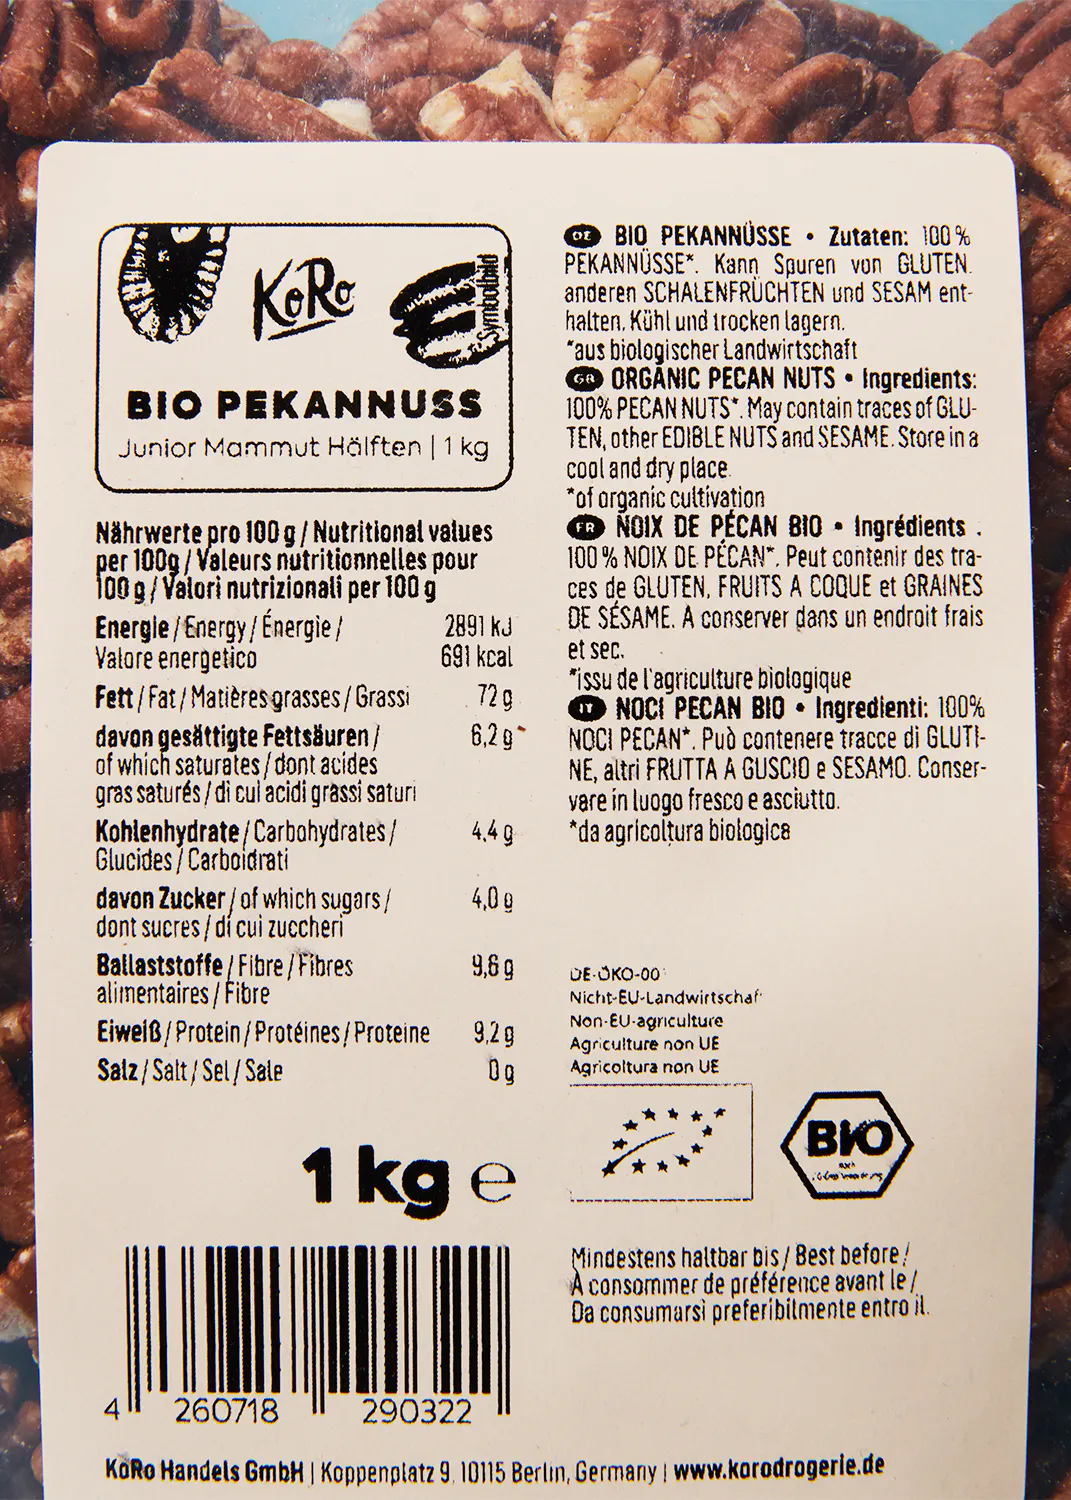 KoRo
Symbolbild
BIO PEKANNUSS
Junior Mammut Hälften | 1 kg
Nährwerte pro 100 g / Nutritional values
per 100g / Valeurs nutritionnelles pour
100 g / Valori nutrizionali per 100 g
Energie / Energy / Énergie / 2891 kJ
Valore energetico 691 kcal
Fett / Fat / Matières grasses / Grassi 72 g
davon gesättigte Fettsäuren / 6,2 g
of which saturates / dont acides
gras saturés / di cui acidi grassi saturi
Kohlenhydrate / Carbohydrates / 4,4 g
Glucides / Carboidrati
davon Zucker / of which sugars / 4,0 g
dont sucres / di cui zuccheri
Ballaststoffe / Fibre / Fibres 9,6 g
alimentaires / Fibre
Eiweiß / Protein / Protéines / Proteine 9,2 g
Salz / Salt / Sel / Sale 0 g
1 kg e
4 260718 290322
DE BIO PEKANNÜSSE • Zutaten: 100 %
PEKANNÜSSE*. Kann Spuren von GLUTEN.
anderen SCHALENFRÜCHTEN und SESAM ent-
halten. Kühl und trocken lagern.
*aus biologischer Landwirtschaft
GB ORGANIC PECAN NUTS • Ingredients:
100% PECAN NUTS*. May contain traces of GLU-
TEN, other EDIBLE NUTS and SESAME. Store in a
cool and dry place.
*of organic cultivation
FR NOIX DE PÉCAN BIO • Ingrédients .
100 % NOIX DE PÉCAN*. Peut contenir des tra-
ces de GLUTEN, FRUITS A COQUE et GRAINES
DE SÉSAME. A conserver dans un endroit frais
et sec.
*issu de l'agriculture biologique
IT NOCI PECAN BIO • Ingredienti: 100%
NOCI PECAN*. Può contenere tracce di GLUTI-
NE, altri FRUTTA A GUSCIO e SESAMO. Conser-
vare in luogo fresco e asciutto.
*da agricoltura biologica
DE-ÖKO-00
Nicht-EU-Landwirtschaf
Non-EU-agriculture
Agriculture non UE
Agricoltura non UE
BIO
nach
Mindestens haltbar bis / Best before /
À consommer de préférence avant le /
Da consumarsi preferibilmente entro il.
KoRo Handels GmbH | Koppenplatz 9, 10115 Berlin, Germany | www.korodrogerie.de